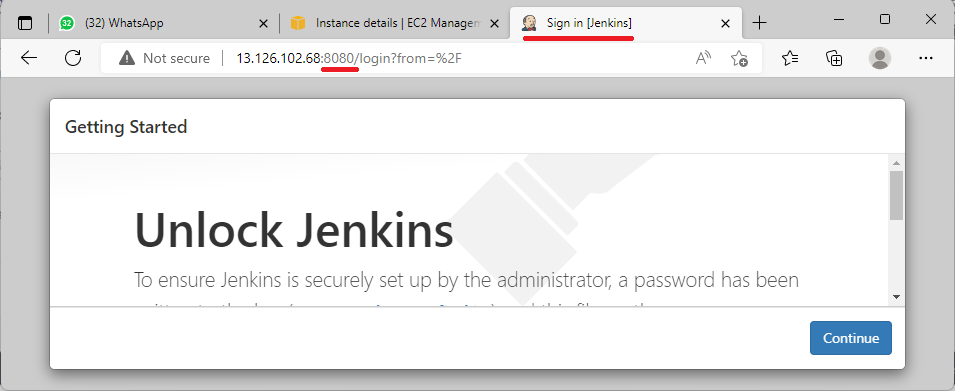 32
(32) WhatsApp
Instance details | EC2 Managem
Sign in [Jenkins]
Not secure
13.126.102.68:8080/login?from=%2F
Getting Started
Unlock Jenkins
To ensure Jenkins is securely set up by the administrator, a password has been
Continue